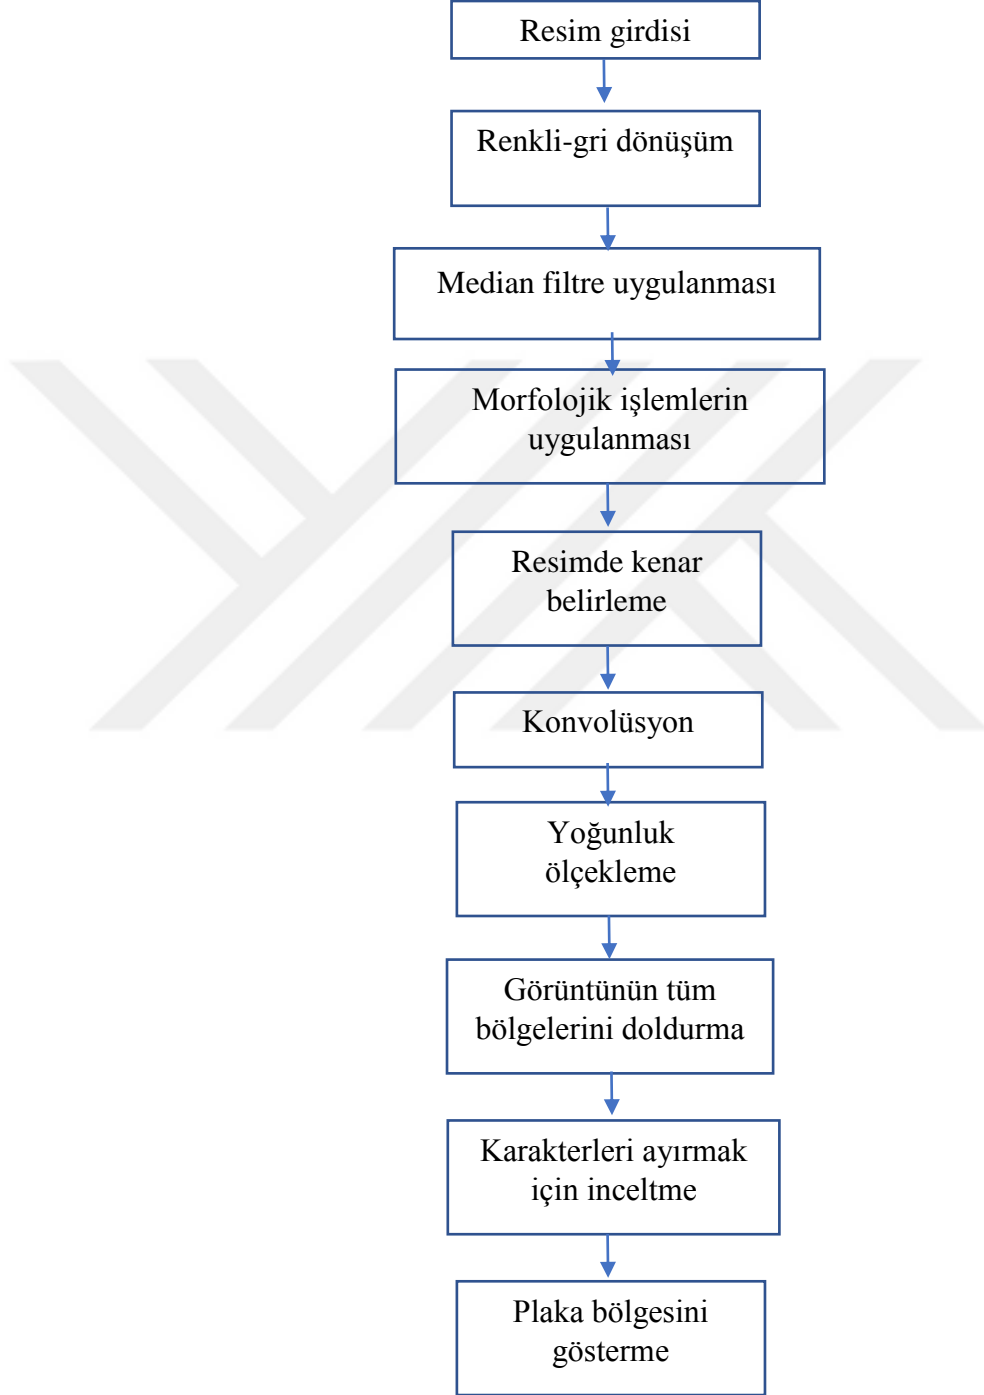 Resim girdisi
Renkli-gri dönüşüm
Median filtre uygulanması
Morfolojik işlemlerin
uygulanması
Resimde kenar
belirleme
Konvolüsyon
Yoğunluk
ölçekleme
Görüntünün tüm
bölgelerini doldurma
Karakterleri ayırmak
için inceltme
Plaka bölgesini
gösterme